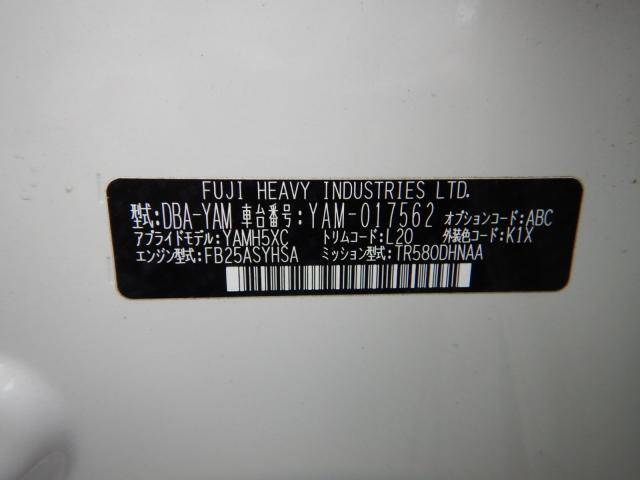 FUJI HEAVY INDUSTRIES LTD.
型式:DBA-YAM 車台番号:YAM-017562 オプションコード:ABC
アプライドモデル:YAMH5XC トリムコード:L20 外装色コード:K1X
エンジン型式:FB25ASYHSA ミッション型式:TR580DHNAA